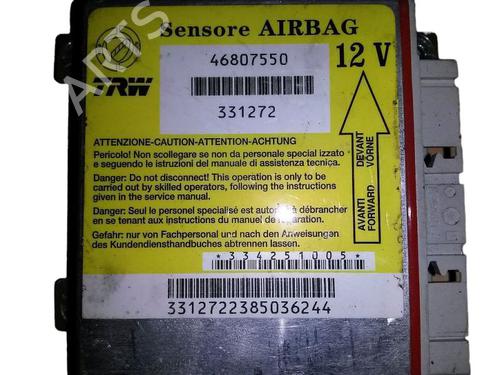 Sensore AIRBAG
46807550
12 V
TRW
331272
ATTENZIONE-CAUTION-ATTENTION-ACHTUNG
Pericolo! Non scollegare se non da personale special izzato
e seguendo le istruzioni del manuale di assistenza tecniça.
Danger: Do not disconnect! This operation is only to be
carried out by skilled operators, following the instructions
given in the service manual.
Danger: Seul le personel specialisé est autorisé à débrancher
en se tenant aux instructions du manuel de réparation.
Gefahr: nur von Fachpersonal und nach den Anweisungen
des Kundendiensthandbuches abtrennen lassen.
AVANTI DEVANT
FORWARD VORNE
*334251005*
3312722385036244